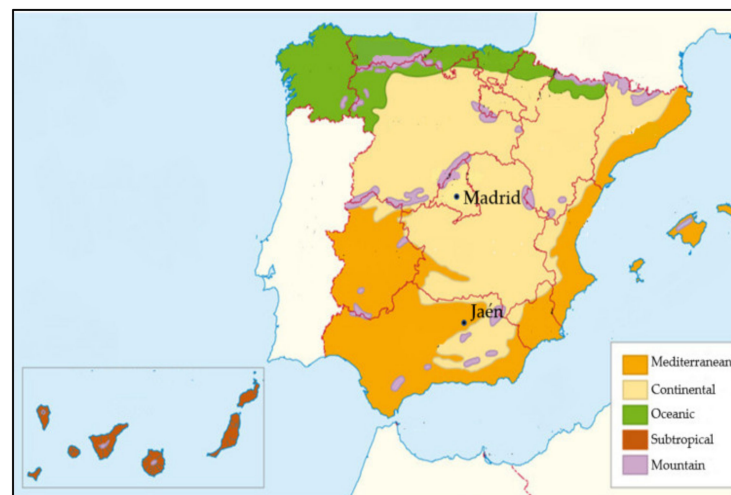 Madrid
Jaén
Mediterranean
Continental
Oceanic
Subtropical
Mountain